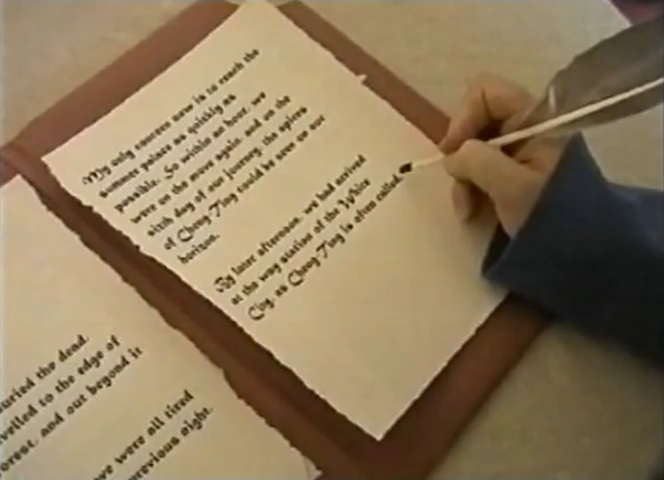 buried the dead.
velled to the edge of
orest, and out beyond it
we were all tired
previous night.
My only concern now is to reach the
summer palace as quickly as
possible. So within an hour, we
were on the move again, and on the
sixth day of our journey, the spires
of Cheng-Ting could be seen on our
horizon.
By later afternoon, we had arrived
at the way station of the White
City, as Cheng-Ting is often called.